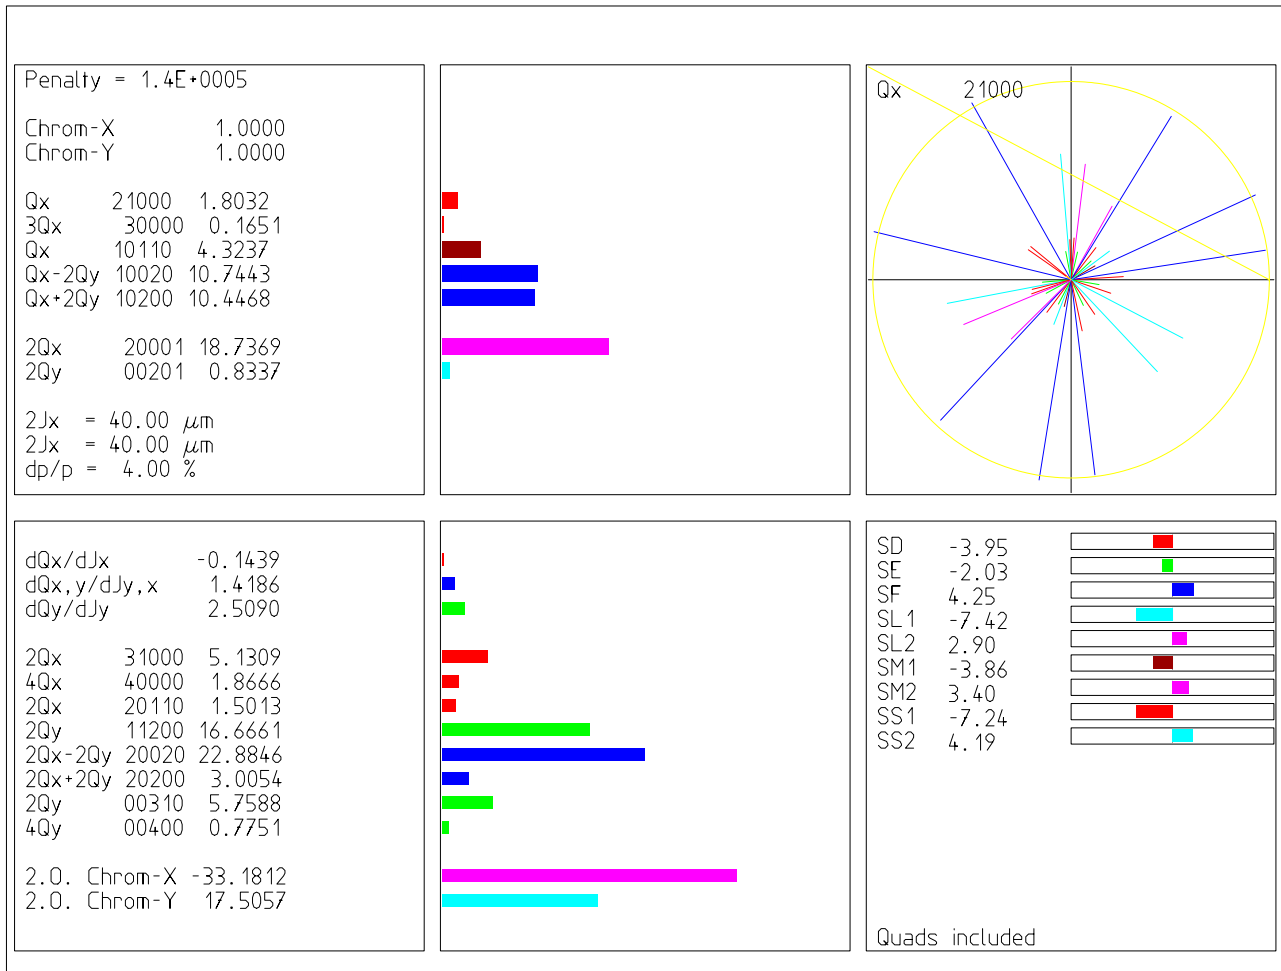 Penalty = 1.4E+0005
Chrom-X 1.0000
Chrom-Y 1.0000
Qx 21000 1.8032
3Qx 30000 0.1651
Qx 10110 4.3237
Qx-2Qy 10020 10.7443
Qx+2Qy 10200 10.4468
2Qx 20001 18.7369
2Qy 00201 0.8337
2Jx = 40.00 μm
2Jx = 40.00 μm
dp/p = 4.00 %
Qx 21000
dQx/dJx -0.1439
dQx,y/dJy,x 1.4186
dQy/dJy 2.5090
2Qx 31000 5.1309
4Qx 40000 1.8666
2Qx 20110 1.5013
2Qy 11200 16.6661
2Qx-2Qy 20020 22.8846
2Qx+2Qy 20200 3.0054
2Qy 00310 5.7588
4Qy 00400 0.7751
2.O. Chrom-X -33.1812
2.O. Chrom-Y 17.5057
SD -3.95
SE -2.03
SF 4.25
SL1 -7.42
SL2 2.90
SM1 -3.86
SM2 3.40
SS1 -7.24
SS2 4.19
Quads included